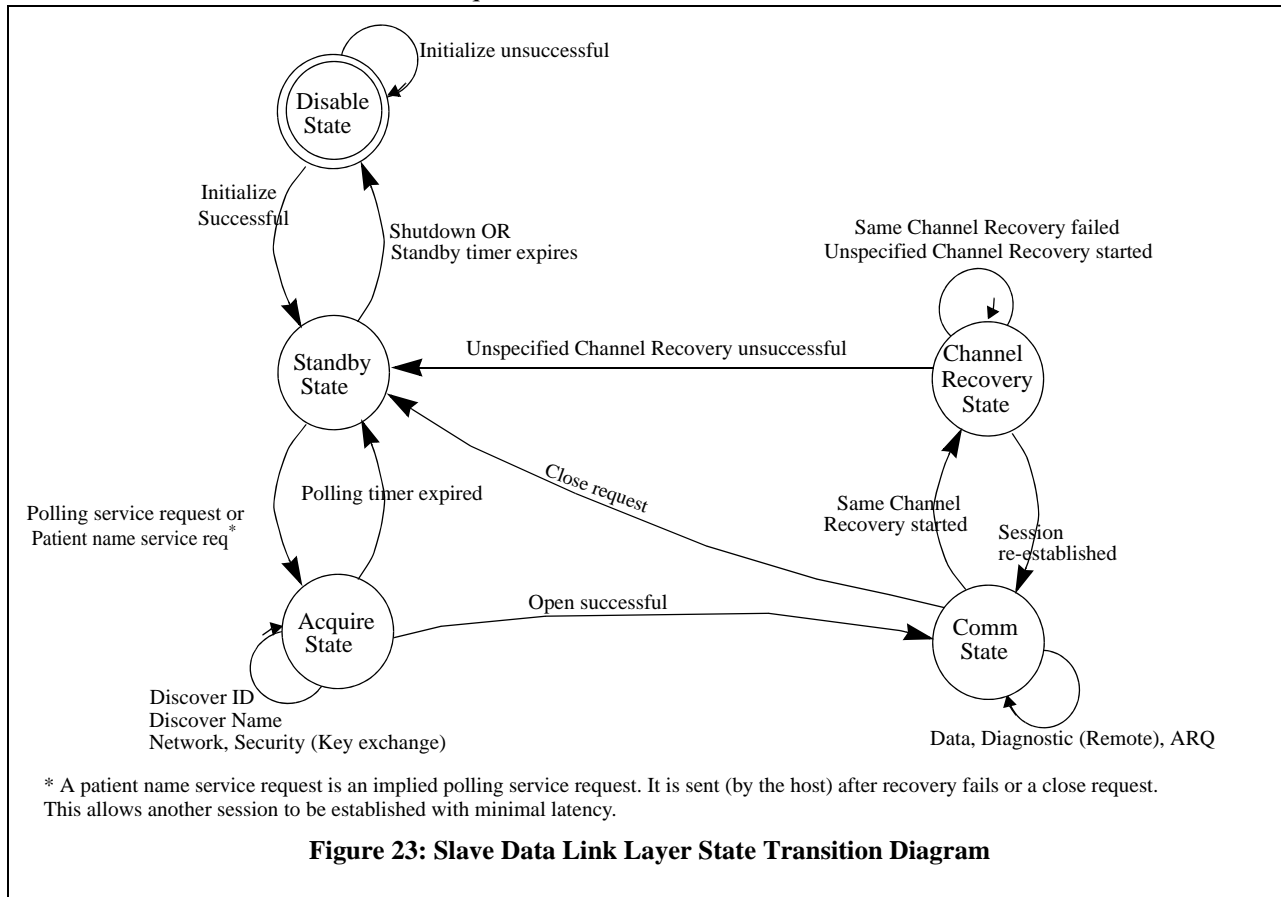 Initialize unsuccessful
Disable
State
Initialize
Successful
Shutdown OR
Standby timer expires
Same Channel Recovery failed
Unspecified Channel Recovery started
Standby
State
Unspecified Channel Recovery unsuccessful
Channel
Recovery
State
Close request
Polling timer expired
Polling service request or
Patient name service req*
Same Channel
Recovery started
Session
re-established
Acquire
State
Open successful
Comm
State
Discover ID
Discover Name
Network, Security (Key exchange)
Data, Diagnostic (Remote), ARQ
* A patient name service request is an implied polling service request. It is sent (by the host) after recovery fails or a close request.
This allows another session to be established with minimal latency.
Figure 23: Slave Data Link Layer State Transition Diagram